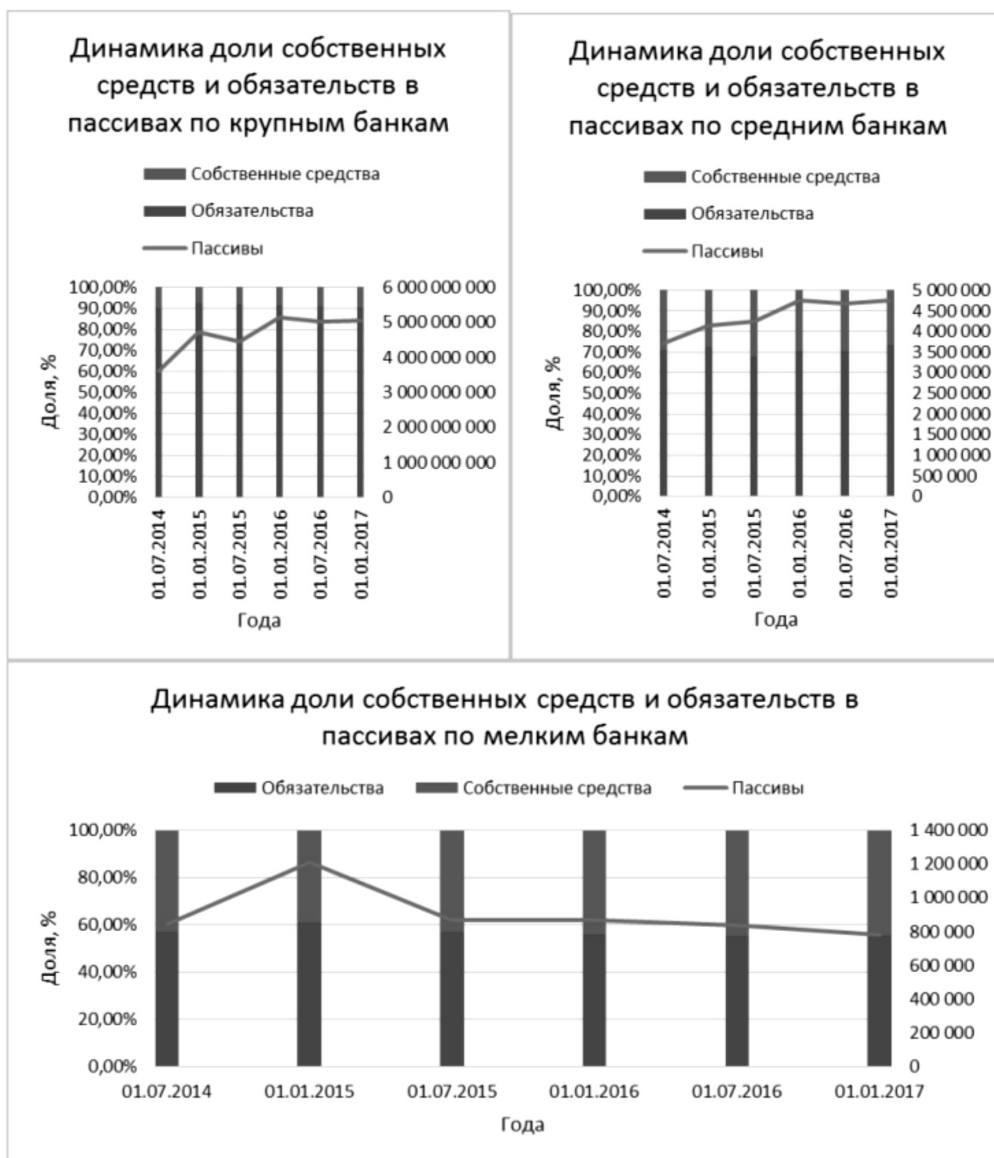 Динамика доли собственных
средств и обязательств в
пассивах по крупным банкам
Собственные средства
Обязательства
Пассивы
100,00%
90,00%
80,00%
70,00%
60,00%
50,00%
40,00%
30,00%
20,00%
10,00%
0,00%
Доля, %
6 000 000 000
5 000 000 000
4 000 000 000
3 000 000 000
2 000 000 000
1 000 000 000
0
01.07.2014
01.01.2015
01.07.2015
01.01.2016
01.07.2016
01.01.2017
Года
Динамика доли собственных
средств и обязательств в
пассивах по средним банкам
Собственные средства
Обязательства
Пассивы
100,00%
90,00%
80,00%
70,00%
60,00%
50,00%
40,00%
30,00%
20,00%
10,00%
0,00%
Доля, %
5 000 000
4 500 000
4 000 000
3 500 000
3 000 000
2 500 000
2 000 000
1 500 000
1 000 000
500 000
0
01.07.2014
01.01.2015
01.07.2015
01.01.2016
01.07.2016
01.01.2017
Года
Динамика доли собственных средств и обязательств в
пассивах по мелким банкам
Обязательства Собственные средства Пассивы
100,00%
80,00%
60,00%
40,00%
20,00%
0,00%
Доля, %
1 400 000
1 200 000
1 000 000
800 000
600 000
400 000
200 000
0
01.07.2014 01.01.2015 01.07.2015 01.01.2016 01.07.2016 01.01.2017
Года